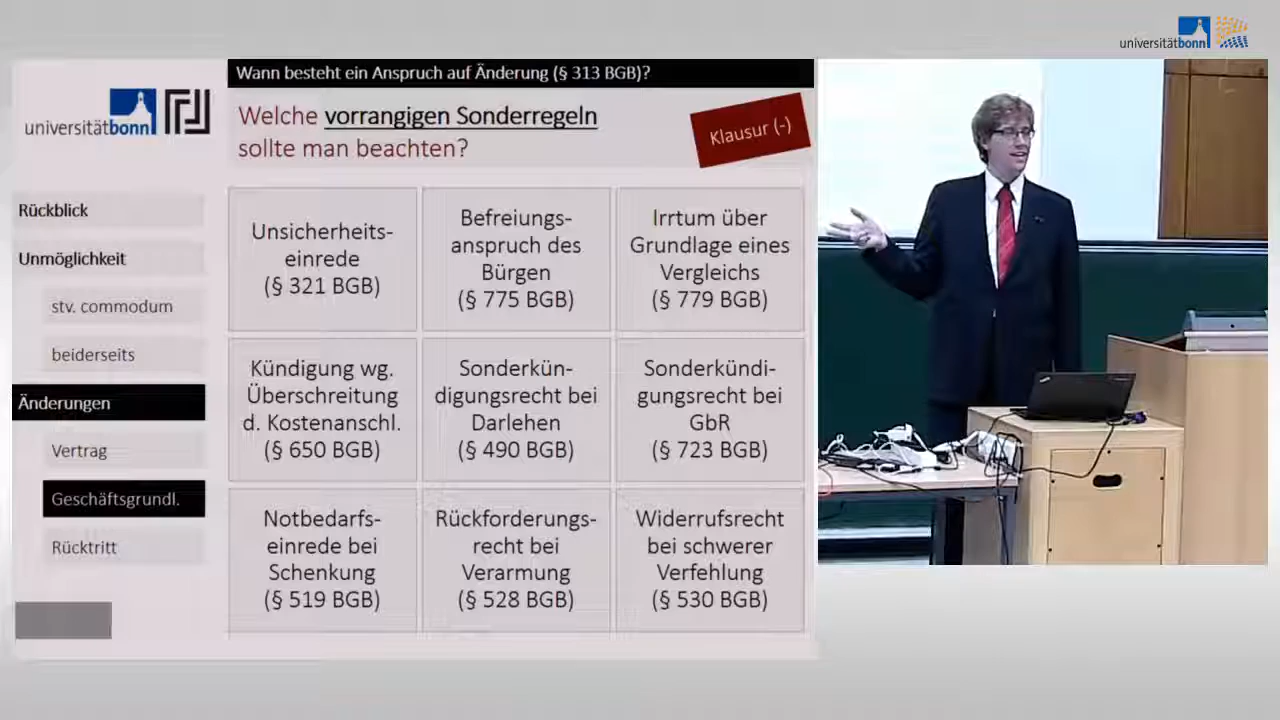 universitätbonn
Wann besteht ein Anspruch auf Änderung (§ 313 BGB)?
universitätbonn
Welche vorrangigen Sonderregeln
sollte man beachten?
Klausur (-)
Rückblick
Unmöglichkeit
stv. commodum
beiderseits
Änderungen
Vertrag
Geschäftsgrundl.
Rücktritt
Unsicherheits-
einrede
(§ 321 BGB)
Befreiungs-
anspruch des
Bürgen
(§ 775 BGB)
Irrtum über
Grundlage eines
Vergleichs
(§ 779 BGB)
Kündigung wg.
Überschreitung
d. Kostenanschl.
(§ 650 BGB)
Sonderkün-
digungsrecht bei
Darlehen
(§ 490 BGB)
Sonderkündi-
gungsrecht bei
GbR
(§ 723 BGB)
Notbedarfs-
einrede bei
Schenkung
(§ 519 BGB)
Rückforderungs-
recht bei
Verarmung
(§ 528 BGB)
Widerrufsrecht
bei schwerer
Verfehlung
(§ 530 BGB)